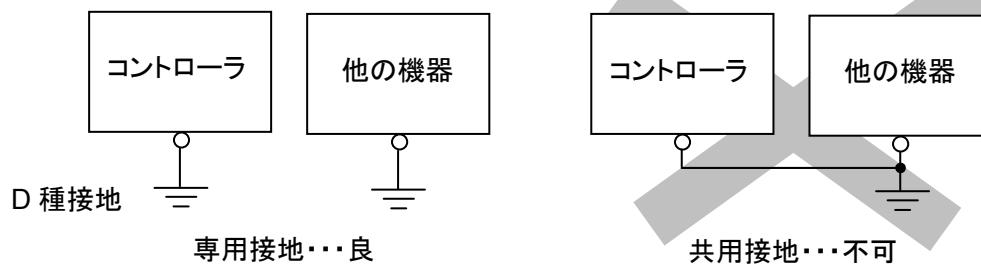 コントローラ
他の機器
コントローラ
他の機器
D 種接地
専用接地・・・良
共用接地・・・不可